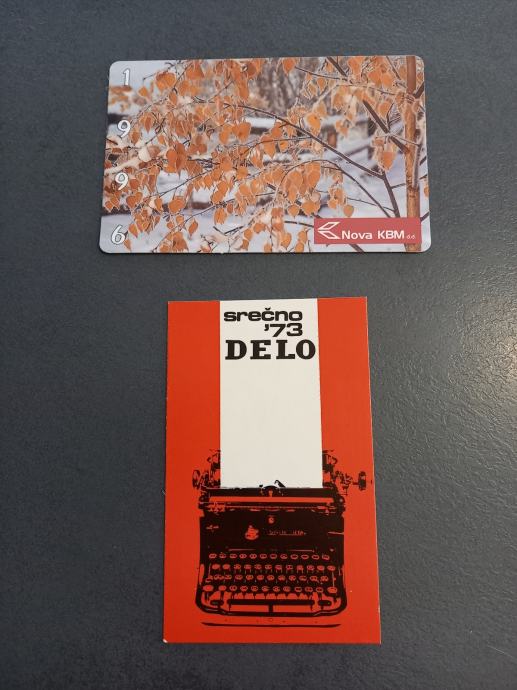 1
9
9
6
Nova KBM d.d.
srečno
'73
DELO